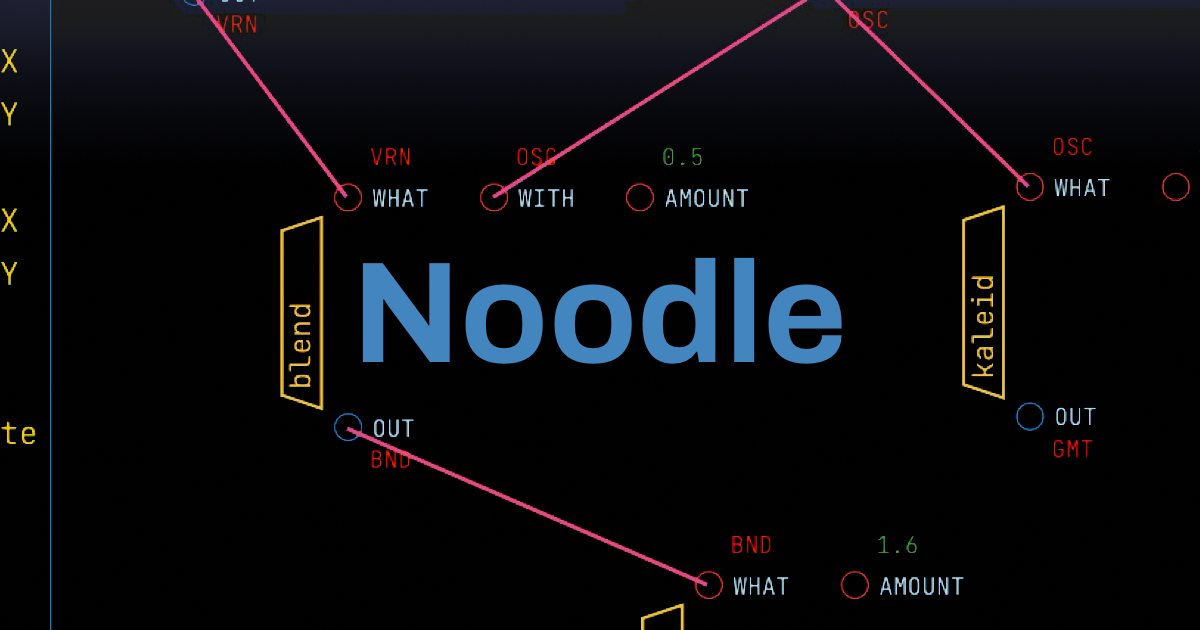 VRN
OSC
X
Y
VRN
OSC
0.5
OSC
WHAT
WITH
AMOUNT
WHAT
X
Y
Noodle
blend
kaleid
te
OUT
BND
OUT
GMT
BND
1.6
WHAT
AMOUNT